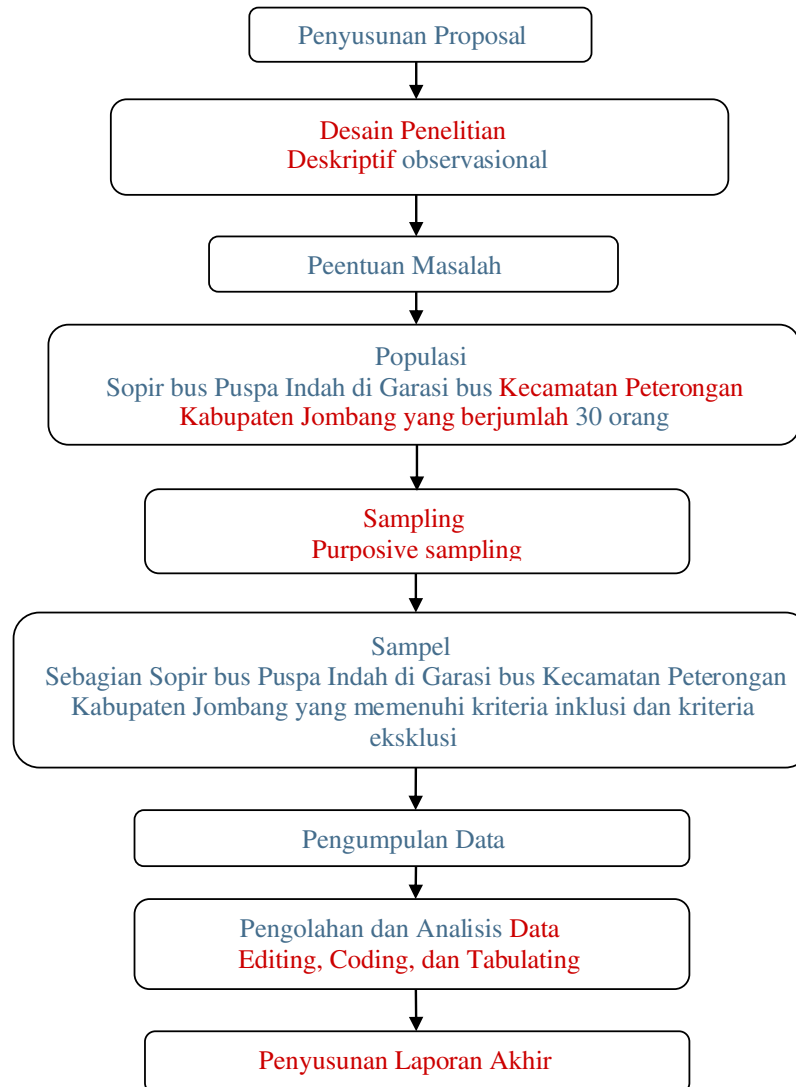 Penyusunan Proposal
Desain Penelitian
Deskriptif observasional
Peentuan Masalah
Populasi
Sopir bus Puspa Indah di Garasi bus Kecamatan Peterongan
Kabupaten Jombang yang berjumlah 30 orang
Sampling
Purposive sampling
Sampel
Sebagian Sopir bus Puspa Indah di Garasi bus Kecamatan Peterongan
Kabupaten Jombang yang memenuhi kriteria inklusi dan kriteria
eksklusi
Pengumpulan Data
Pengolahan dan Analisis Data
Editing, Coding, dan Tabulating
Penyusunan Laporan Akhir